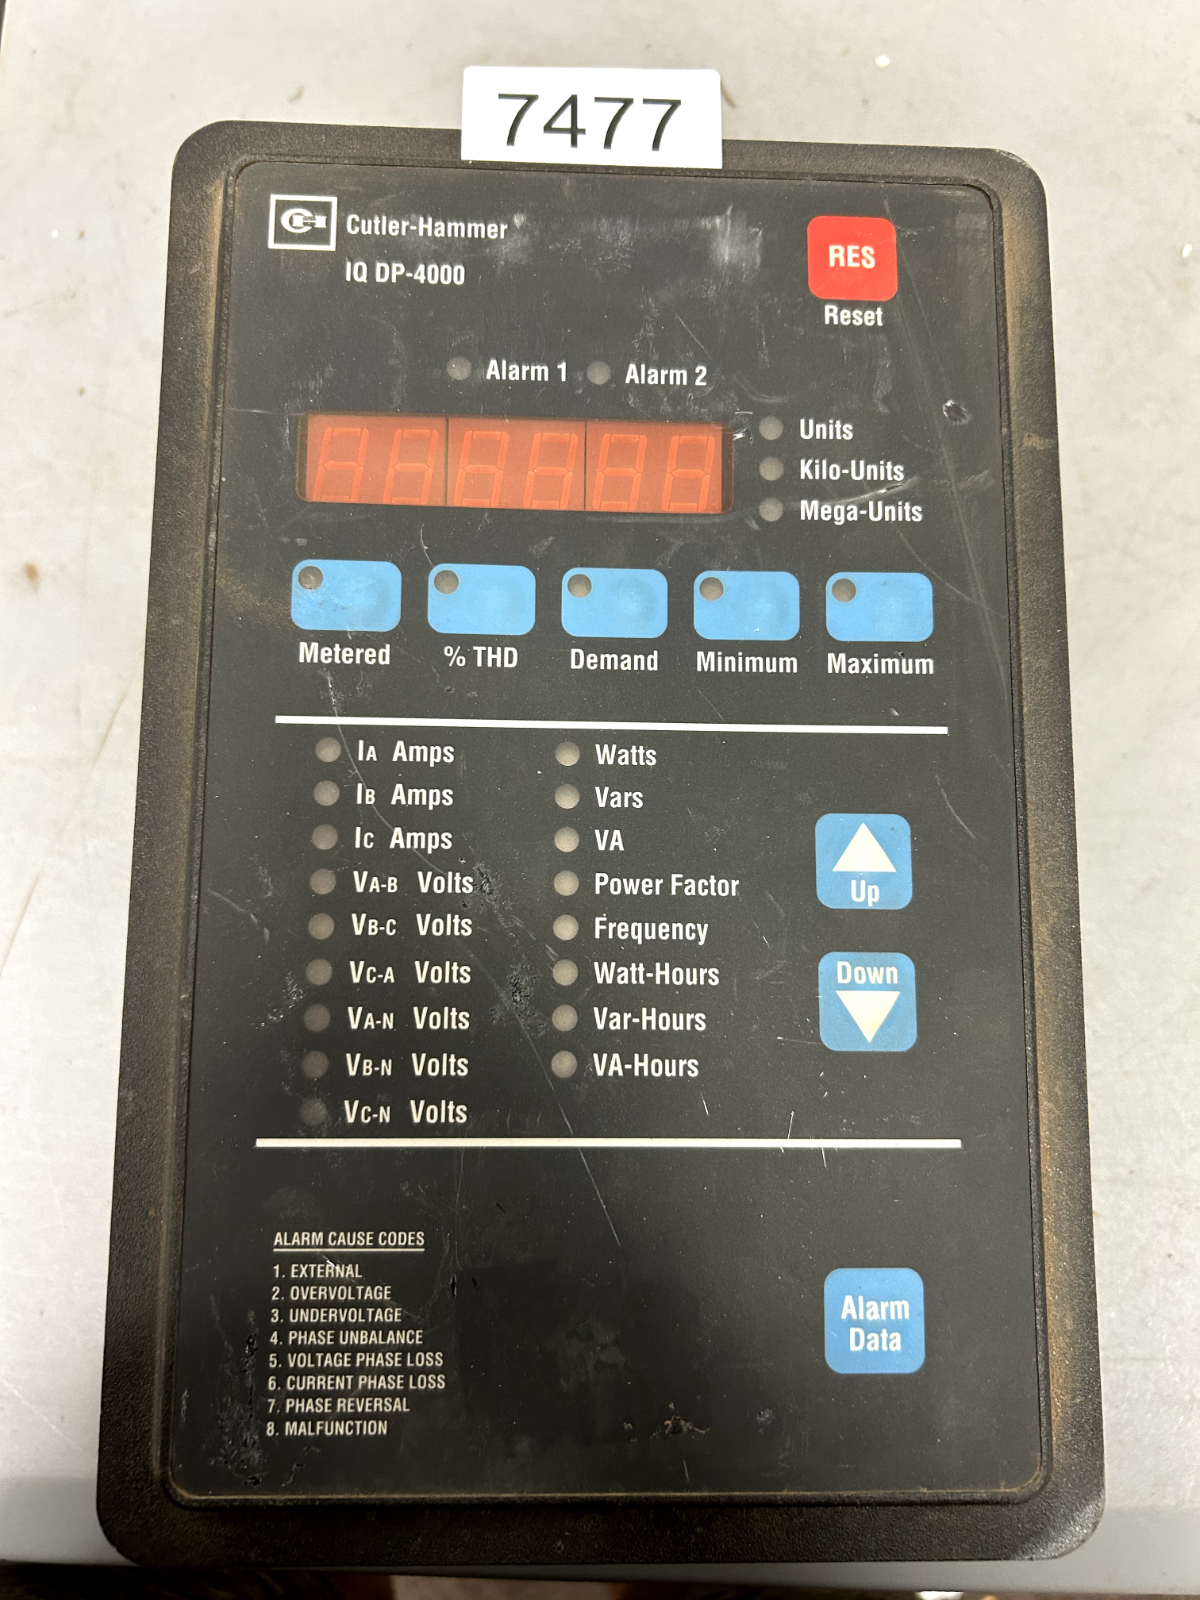 7477
CH Cutler-Hammer
IQ DP-4000
RES
Reset
Alarm 1 Alarm 2
Units
Kilo-Units
Mega-Units
Metered % THD Demand Minimum Maximum
IA Amps
IB Amps
IC Amps
VA-B Volts
VB-C Volts
VC-A Volts
VA-N Volts
VB-N Volts
VC-N Volts
Watts
Vars
VA
Power Factor
Frequency
Watt-Hours
Var-Hours
VA-Hours
Up
Down
ALARM CAUSE CODES
1. EXTERNAL
2. OVERVOLTAGE
3. UNDERVOLTAGE
4. PHASE UNBALANCE
5. VOLTAGE PHASE LOSS
6. CURRENT PHASE LOSS
7. PHASE REVERSAL
8. MALFUNCTION
Alarm
Data